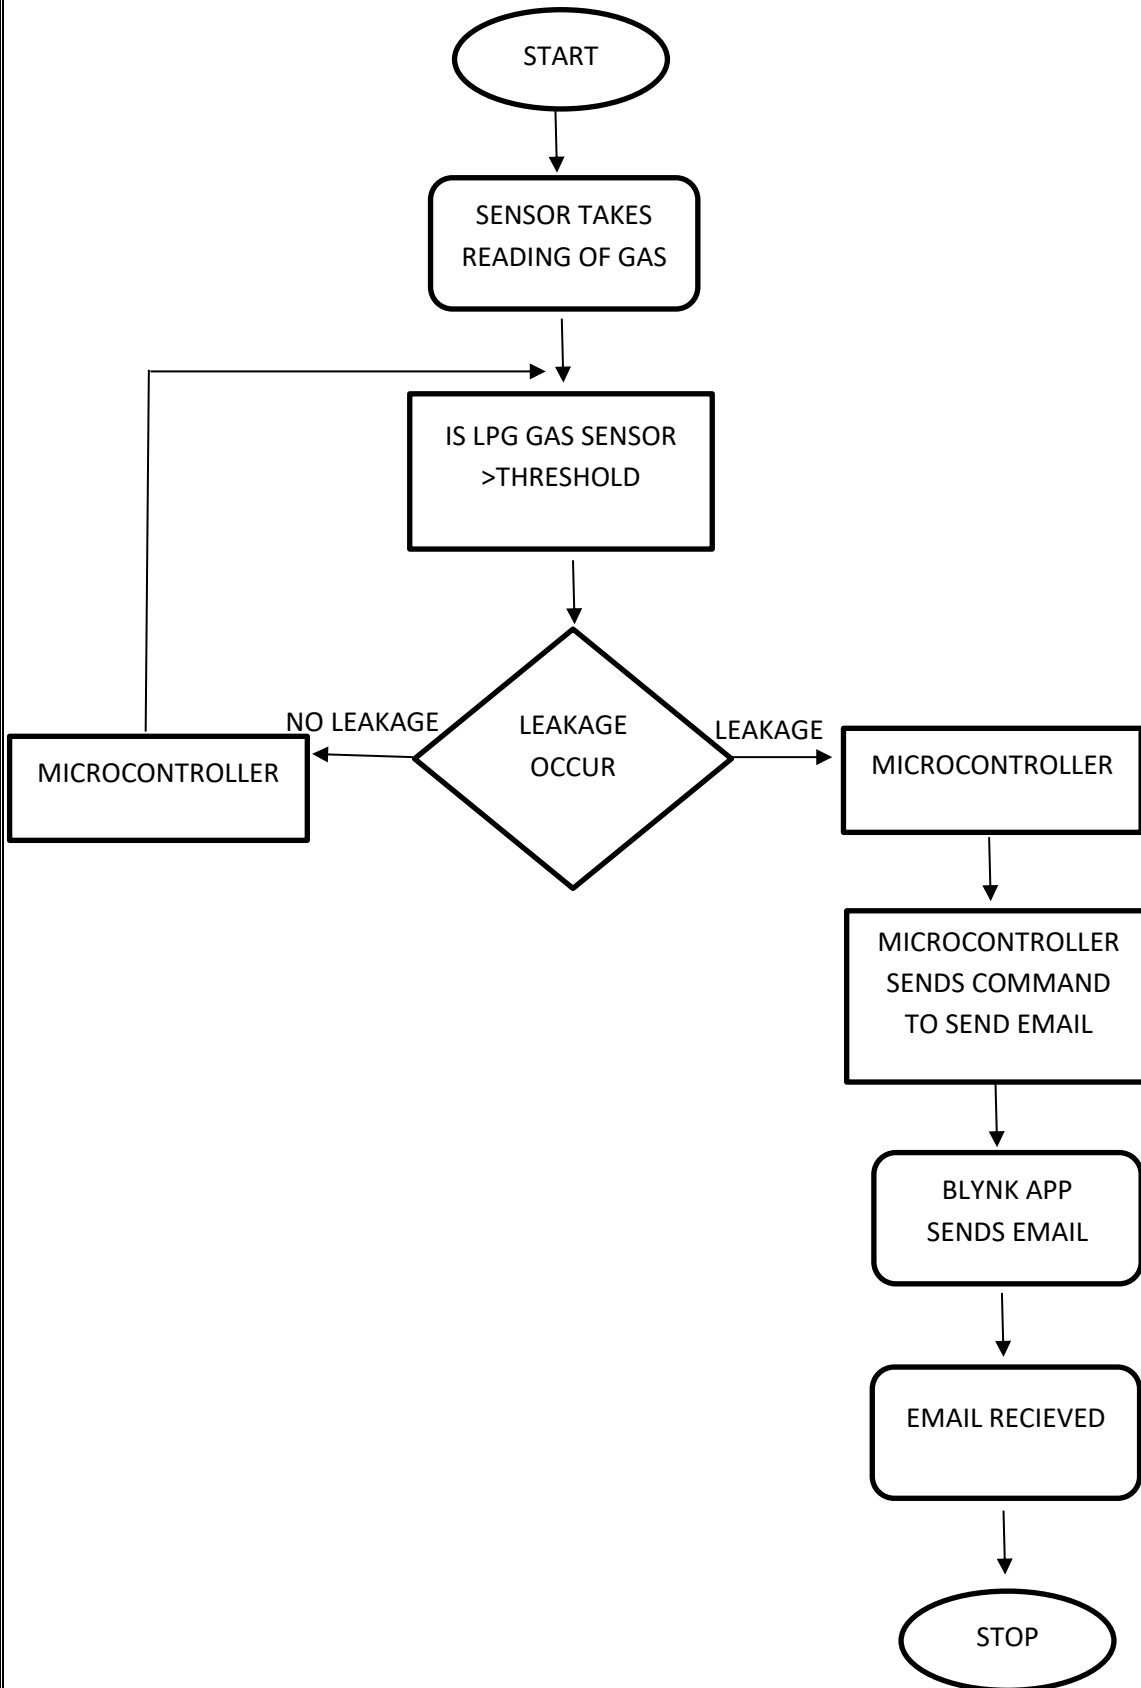 START
SENSOR TAKES
READING OF GAS
IS LPG GAS SENSOR
>THRESHOLD
LEAKAGE
OCCUR
NO LEAKAGE
MICROCONTROLLER
LEAKAGE
MICROCONTROLLER
MICROCONTROLLER
SENDS COMMAND
TO SEND EMAIL
BLYNK APP
SENDS EMAIL
EMAIL RECIEVED
STOP